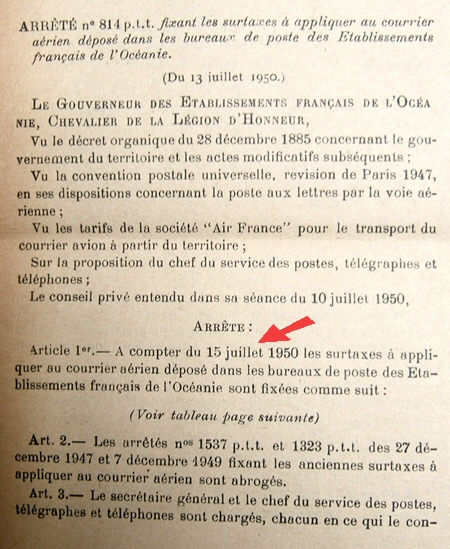 ARRÊTÉ n° 814 p.t.t. fixant les surtaxes à appliquer au courrier
aérien déposé dans les bureaux de poste des Etablissements
français de l'Océanie.
(Du 13 juillet 1950.)
LE GOUVERNEUR DES ETABLISSEMENTS FRANÇAIS DE L'OCÉA
NIE, CHEVALIER DE LA LÉGION D'HONNEUR,
Vu le décret organique du 28 décembre 1885 concernant le gou-
vernement du territoire et les actes modificatifs subséquents ;
Vu la convention postale universelle, revision de Paris 1947,
en ses dispositions concernant la poste aux lettres par la voie aé-
rienne ;
Vu les tarifs de la société "Air France" pour le transport du
courrier avion à partir du territoire ;
Sur la proposition du chef du service des postes, télégraphes et
téléphones ;
Le conseil privé entendu dans sa séance du 10 juillet 1950,
ARRÊTE :
Article 1er.— A compter du 15 juillet 1950 les surtaxes à appli-
quer au courrier aérien déposé dans les bureaux de poste des Eta-
blissements français de l'Océanie sont fixées comme suit :
(Voir tableau page suivante)
Art. 2.— Les arrêtés nos 1537 p.t.t. et 1323 p.t.t. des 27 dé-
cembre 1947 et 7 décembre 1949 fixant les anciennes surtaxes à
appliquer au courrier aérien sont abrogés.
Art. 3.— Le secrétaire général et le chef du service des postes,
télégraphes et téléphones sont chargés, chacun en ce qui le con-